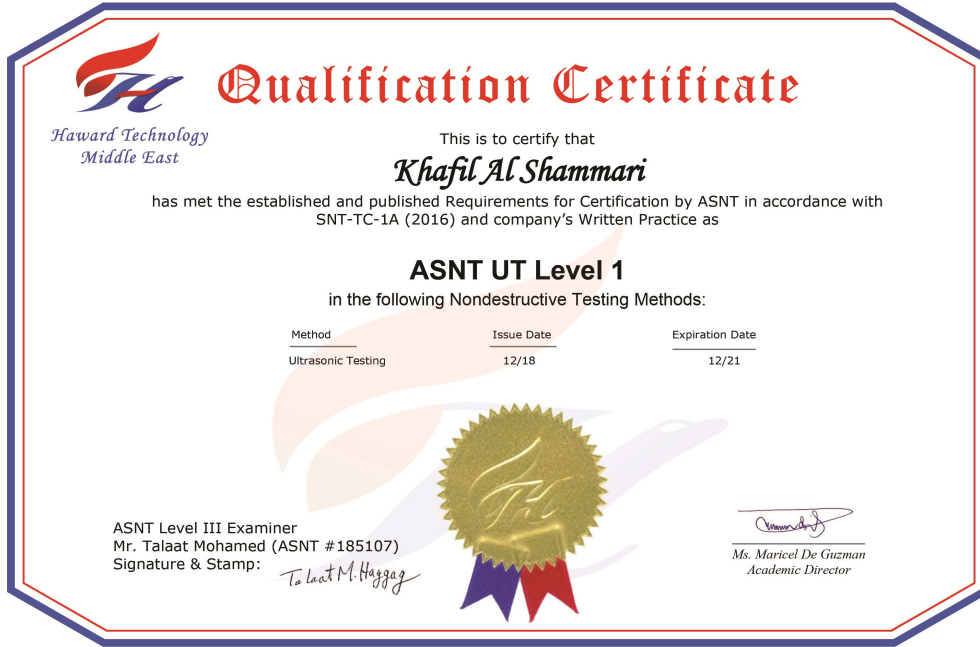 Qualification Certificate
Haward Technology
Middle East
This is to certify that
Khafil Al Shammari
has met the established and published Requirements for Certification by ASNT in accordance with
SNT-TC-1A (2016) and company's Written Practice as
ASNT UT Level 1
in the following Nondestructive Testing Methods:
Method Issue Date Expiration Date
Ultrasonic Testing 12/18 12/21
ASNT Level III Examiner
Mr. Talaat Mohamed (ASNT #185107)
Signature & Stamp:
Talaat M. Haggag
Ms. Maricel De Guzman
Academic Director